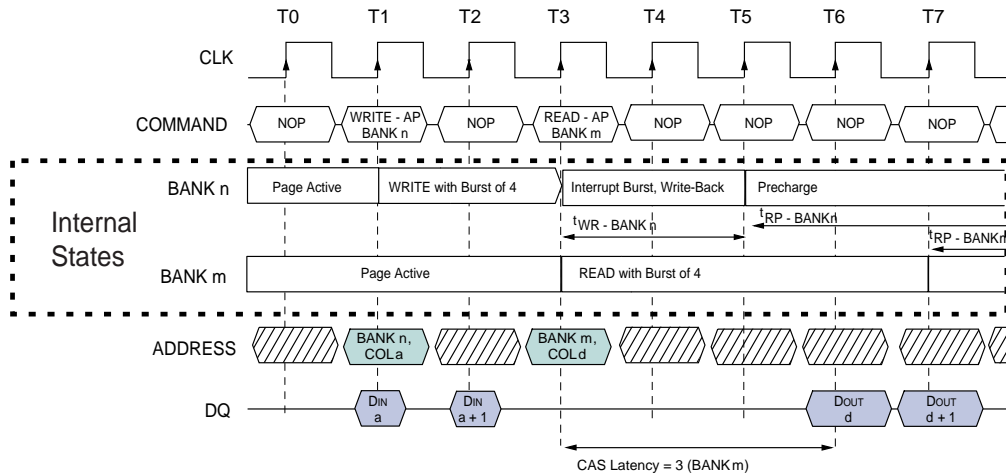 T0 T1 T2 T3 T4 T5 T6 T7
CLK
COMMAND
NOP
WRITE - AP
BANK n
NOP
READ - AP
BANK m
NOP
NOP
NOP
NOP
Internal
States
BANK n
Page Active
WRITE with Burst of 4
Interrupt Burst, Write-Back
Precharge
tWR - BANK n
tRP - BANK n
tRP - BANK
BANK m
Page Active
READ with Burst of 4
ADDRESS
BANK n,
COL a
BANK m,
COL d
DQ
DIN
a
DIN
a + 1
DOUT
d
DOUT
d + 1
CAS Latency = 3 (BANK m)